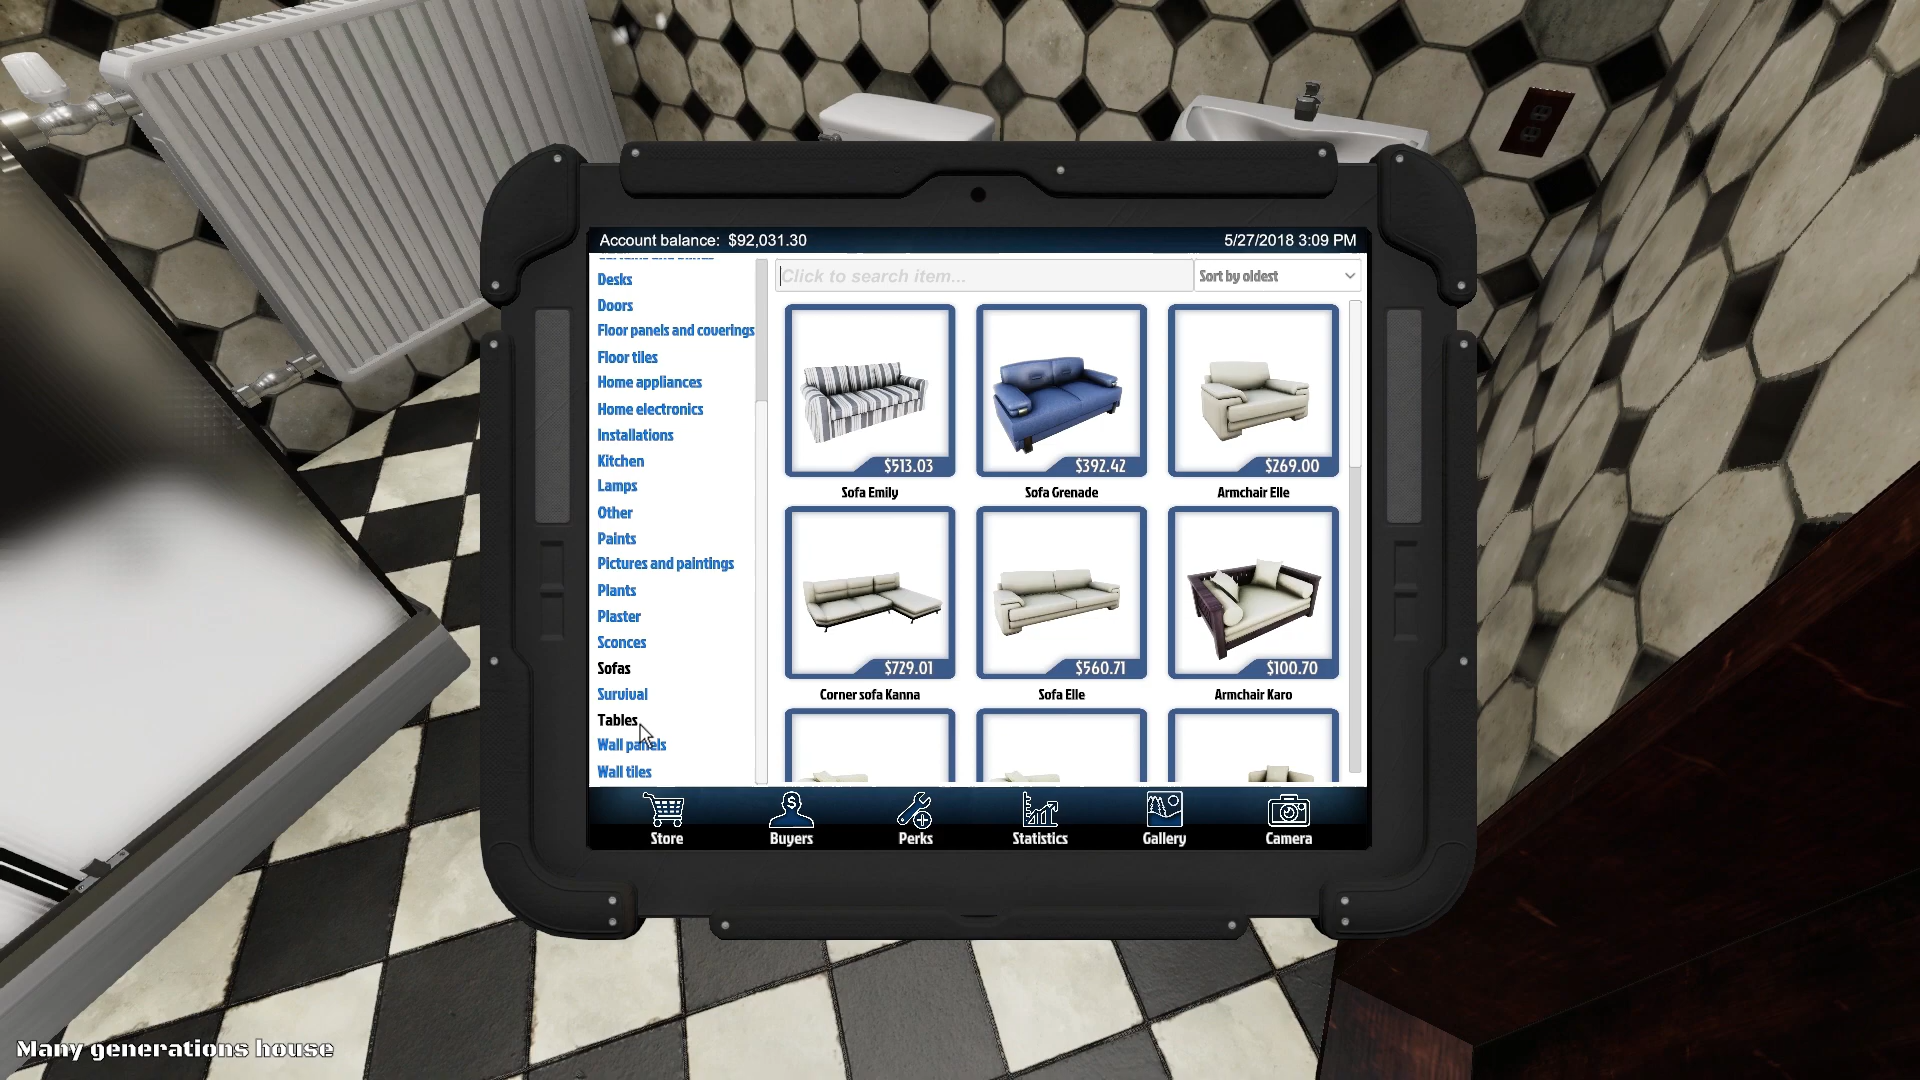 Account balance: $92,031.30
5/27/2018 3:09 PM
Click to search item...
Sort by oldest
Desks
Doors
Floor panels and coverings
Floor tiles
Home appliances
Home electronics
Installations
Kitchen
Lamps
Other
Paints
Pictures and paintings
Plants
Plaster
Sconces
Sofas
Survival
Tables
Wall panels
Wall tiles
$513.03
$392.42
$269.00
Sofa Emily
Sofa Grenade
Armchair Elle
$729.01
$560.71
$100.70
Corner sofa Kanna
Sofa Elle
Armchair Karo
Store
Buyers
Perks
Statistics
Gallery
Camera
Many generations house